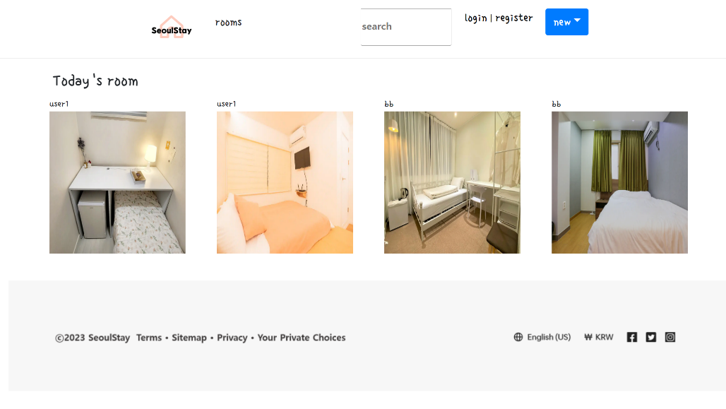 SeoulStay rooms search login | register new
Today's room
user1 user1 bb bb
©2023 SeoulStay Terms • Sitemap • Privacy • Your Private Choices English (US) ₩ KRW